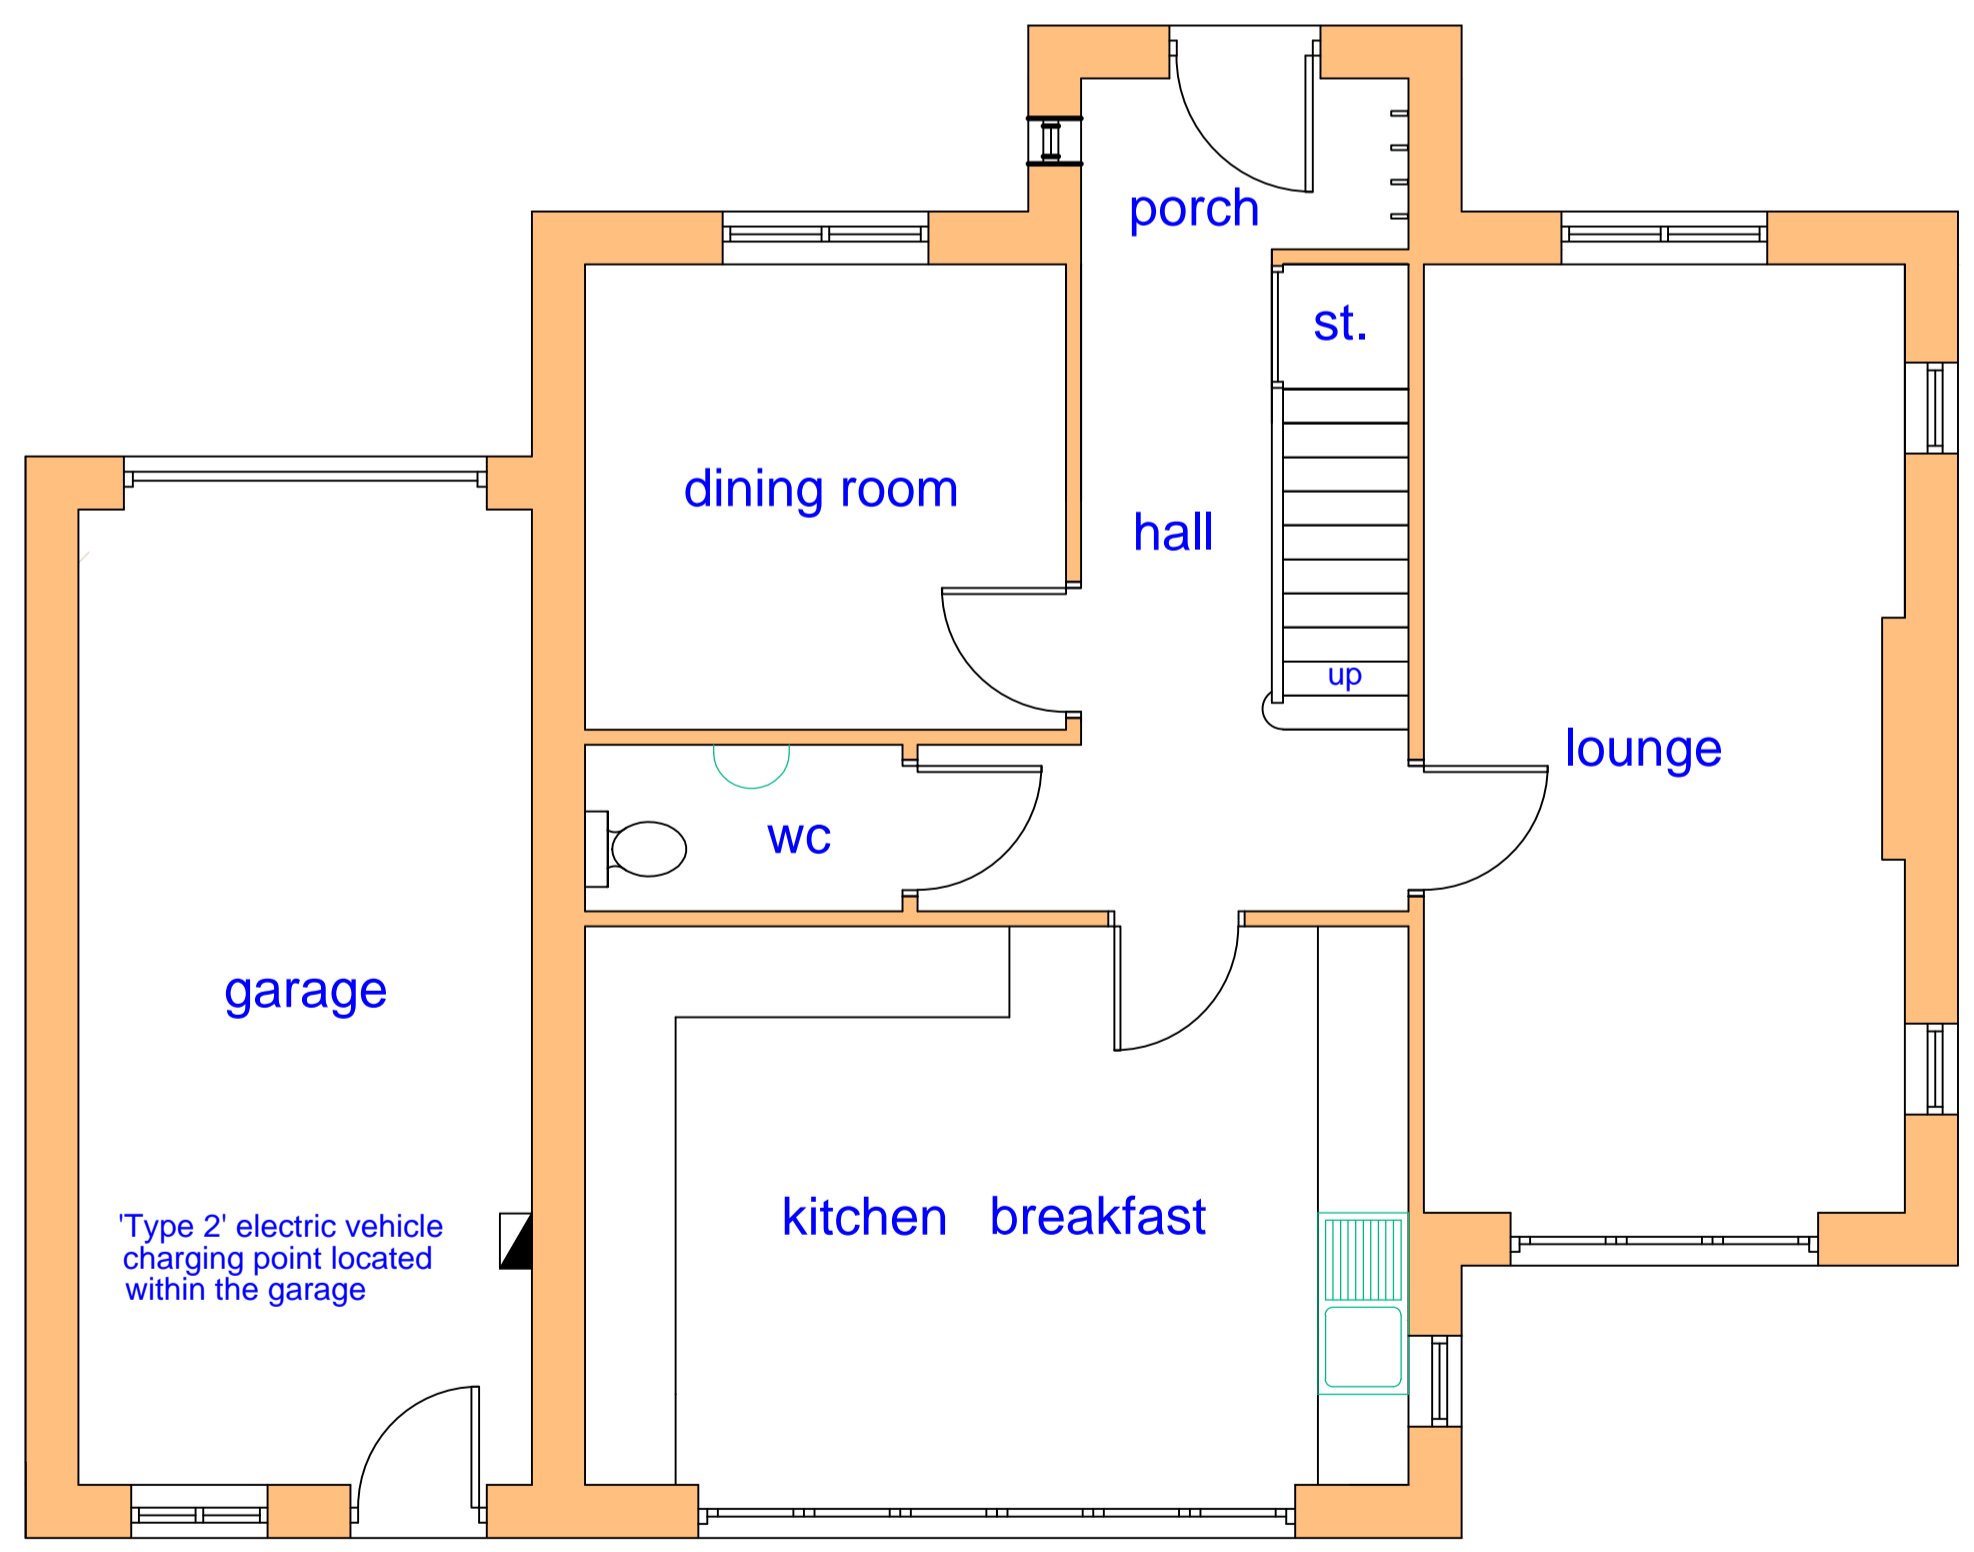 porch
st.
dining room
hall
up
lounge
wc
garage
kitchen breakfast
'Type 2' electric vehicle
charging point located
within the garage